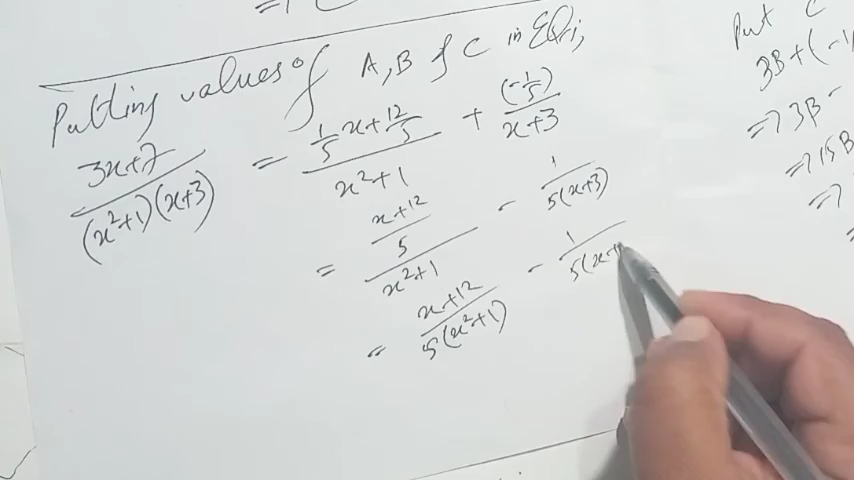 Putting values of A, B & C in EQ i,
(3x+7)/((x²+1)(x+3)) = (1/5 x + 12/5)/(x²+1) + (-1/5)/(x+3)
= ((x+12)/5)/(x²+1) - 1/(5(x+3))
= (x+12)/(5(x²+1)) - 1/(5(x+
Put C
3B+(-1/
=> 3B-
=> 15B
=>
=